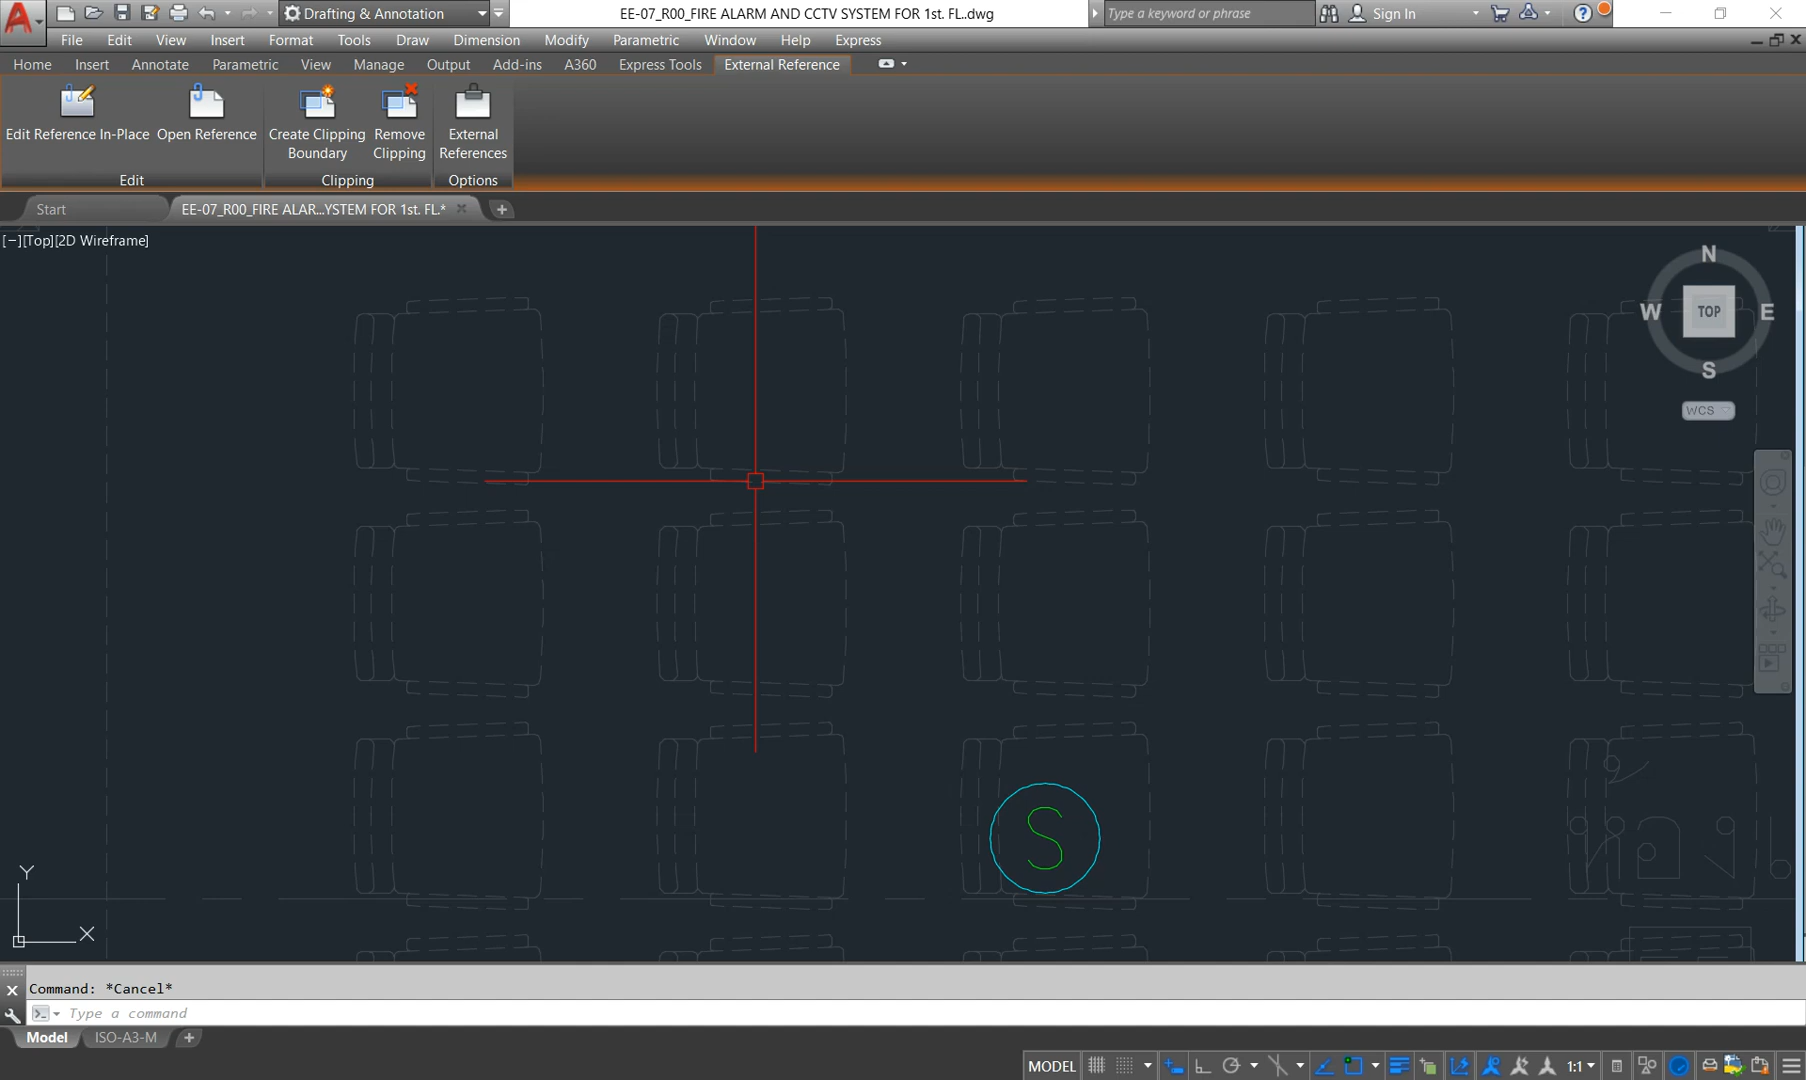 Drafting & Annotation
EE-07_R00_FIRE ALARM AND CCTV SYSTEM FOR 1st. FL..dwg
Type a keyword or phrase
Sign In
File Edit View Insert Format Tools Draw Dimension Modify Parametric Window Help Express
Home Insert Annotate Parametric View Manage Output Add-ins A360 Express Tools External Reference
Edit Reference In-Place Open Reference Create Clipping Boundary Remove Clipping External References
Edit Clipping Options
Start EE-07_R00_FIRE ALAR...YSTEM FOR 1st. FL.*
[−][Top][2D Wireframe]
N
W TOP E
S
WCS
S
Y
X
Command: *Cancel*
Type a command
Model ISO-A3-M
MODEL 1:1